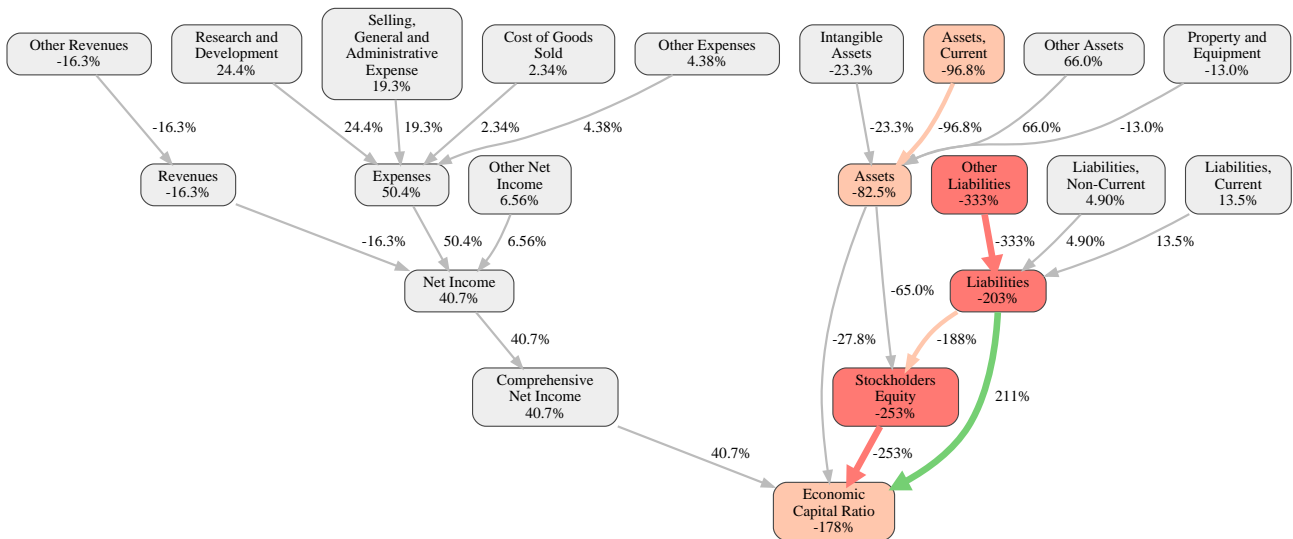 Other Revenues
-16.3%
Research and
Development
24.4%
Selling,
General and
Administrative
Expense
19.3%
Cost of Goods
Sold
2.34%
Other Expenses
4.38%
Intangible
Assets
-23.3%
Assets,
Current
-96.8%
Other Assets
66.0%
Property and
Equipment
-13.0%
-16.3%
24.4%
19.3%
2.34%
4.38%
-23.3%
-96.8%
66.0%
-13.0%
Revenues
-16.3%
Expenses
50.4%
Other Net
Income
6.56%
Assets
-82.5%
Other
Liabilities
-333%
Liabilities,
Non-Current
4.90%
Liabilities,
Current
13.5%
-16.3%
50.4%
6.56%
-333%
4.90%
13.5%
Net Income
40.7%
-65.0%
Liabilities
-203%
40.7%
-27.8%
-188%
Comprehensive
Net Income
40.7%
Stockholders
Equity
-253%
211%
40.7%
-253%
Economic
Capital Ratio
-178%